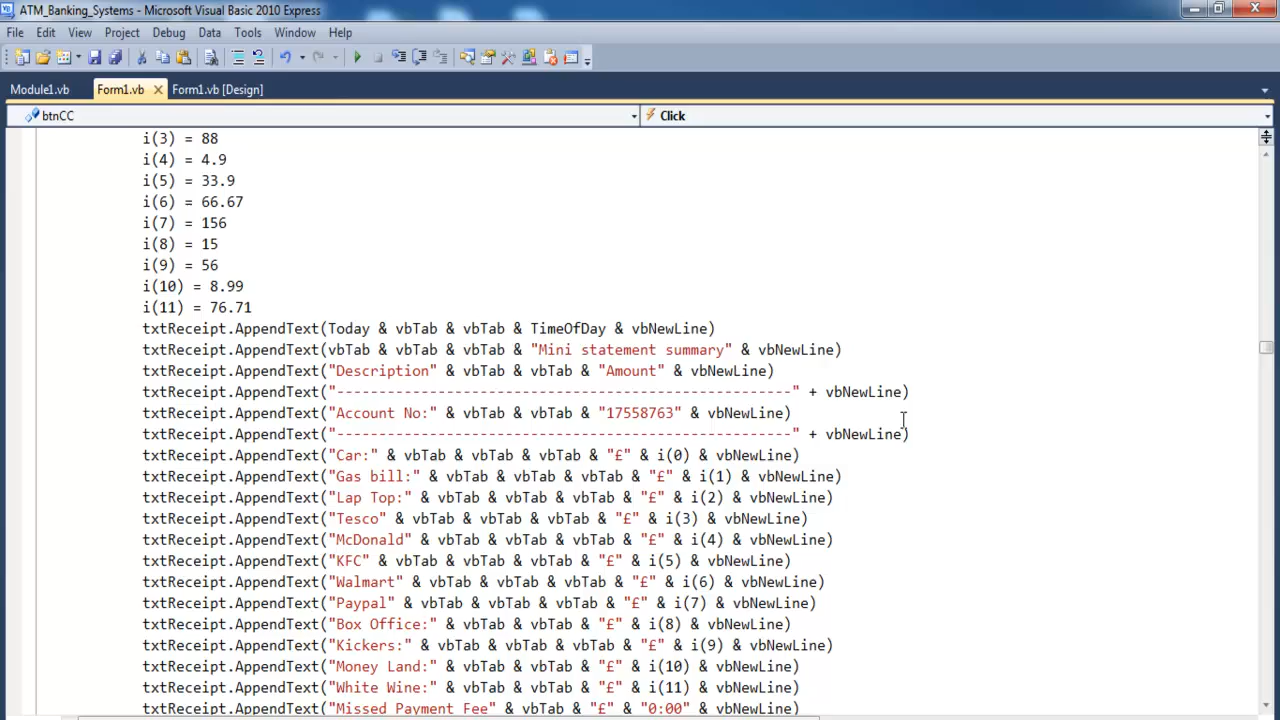 ATM_Banking_Systems - Microsoft Visual Basic 2010 Express
File Edit View Project Debug Data Tools Window Help
Module1.vb Form1.vb Form1.vb [Design]
btnCC Click
i(3) = 88
i(4) = 4.9
i(5) = 33.9
i(6) = 66.67
i(7) = 156
i(8) = 15
i(9) = 56
i(10) = 8.99
i(11) = 76.71
txtReceipt.AppendText(Today & vbTab & vbTab & TimeOfDay & vbNewLine)
txtReceipt.AppendText(vbTab & vbTab & vbTab & "Mini statement summary" & vbNewLine)
txtReceipt.AppendText("Description" & vbTab & vbTab & "Amount" & vbNewLine)
txtReceipt.AppendText("------------------------------------------------------" + vbNewLine)
txtReceipt.AppendText("Account No:" & vbTab & vbTab & "17558763" & vbNewLine)
txtReceipt.AppendText("------------------------------------------------------" + vbNewLine)
txtReceipt.AppendText("Car:" & vbTab & vbTab & vbTab & "£" & i(0) & vbNewLine)
txtReceipt.AppendText("Gas bill:" & vbTab & vbTab & vbTab & "£" & i(1) & vbNewLine)
txtReceipt.AppendText("Lap Top:" & vbTab & vbTab & vbTab & "£" & i(2) & vbNewLine)
txtReceipt.AppendText("Tesco" & vbTab & vbTab & vbTab & "£" & i(3) & vbNewLine)
txtReceipt.AppendText("McDonald" & vbTab & vbTab & vbTab & "£" & i(4) & vbNewLine)
txtReceipt.AppendText("KFC" & vbTab & vbTab & vbTab & "£" & i(5) & vbNewLine)
txtReceipt.AppendText("Walmart" & vbTab & vbTab & vbTab & "£" & i(6) & vbNewLine)
txtReceipt.AppendText("Paypal" & vbTab & vbTab & vbTab & "£" & i(7) & vbNewLine)
txtReceipt.AppendText("Box Office:" & vbTab & vbTab & "£" & i(8) & vbNewLine)
txtReceipt.AppendText("Kickers:" & vbTab & vbTab & vbTab & "£" & i(9) & vbNewLine)
txtReceipt.AppendText("Money Land:" & vbTab & vbTab & "£" & i(10) & vbNewLine)
txtReceipt.AppendText("White Wine:" & vbTab & vbTab & "£" & i(11) & vbNewLine)
txtReceipt.AppendText("Missed Payment Fee" & vbTab & "£" & "0:00" & vbNewLine)